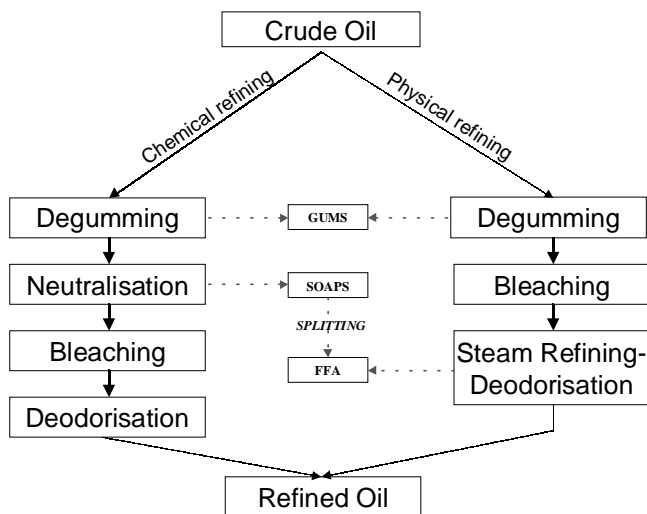 Crude Oil
Chemical refining
Physical refining
Degumming
GUMS
Degumming
Neutralisation
SOAPS
Bleaching
SPLITTING
Bleaching
FFA
Steam Refining-
Deodorisation
Deodorisation
Refined Oil